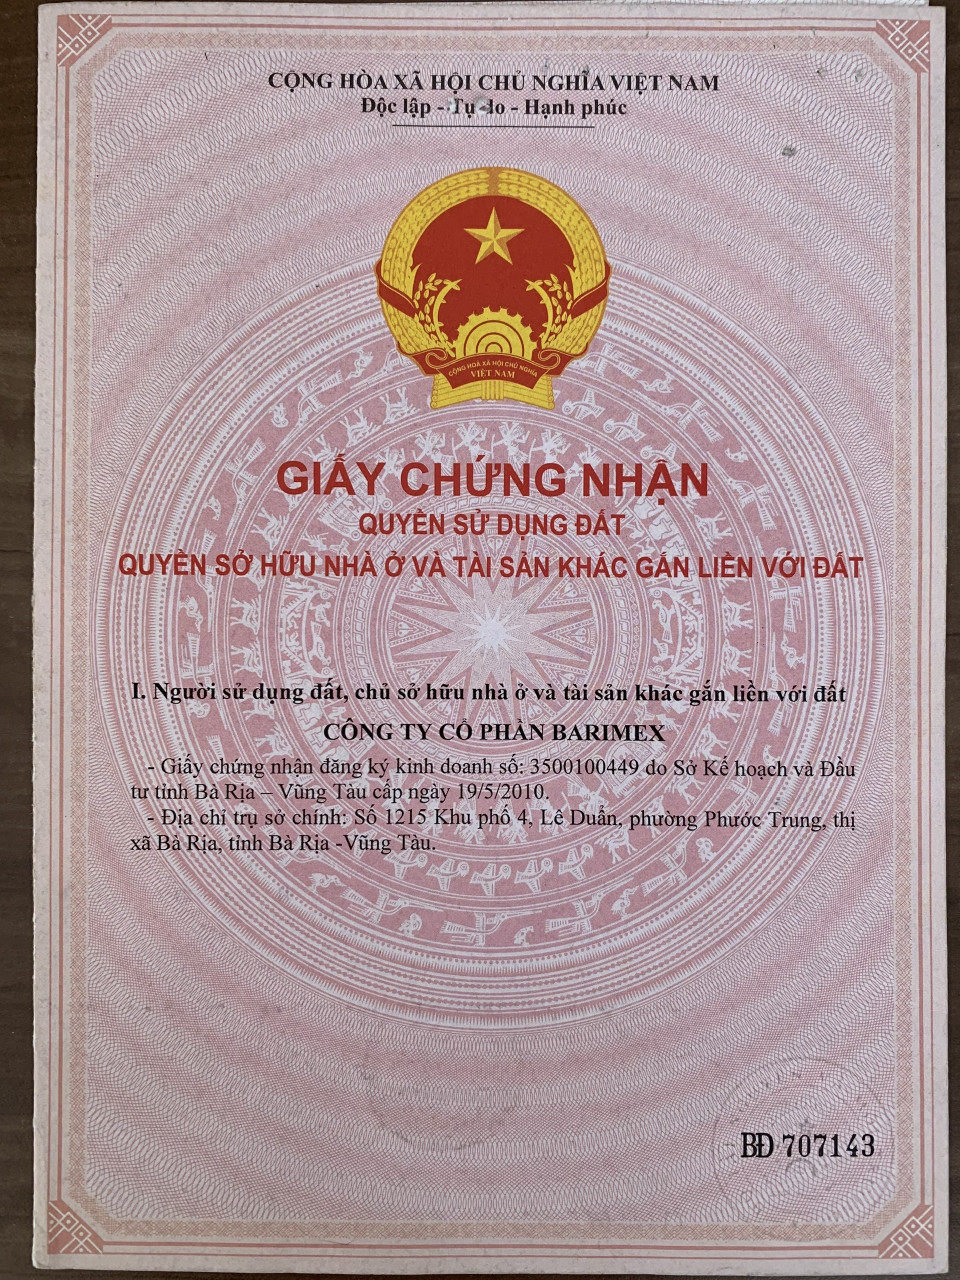 CỘNG HÒA XÃ HỘI CHỦ NGHĨA VIỆT NAM
Độc lập - Tự do - Hạnh phúc
CỘNG HOÀ XÃ HỘI CHỦ NGHĨA
VIỆT NAM
GIẤY CHỨNG NHẬN
QUYỀN SỬ DỤNG ĐẤT
QUYỀN SỞ HỮU NHÀ Ở VÀ TÀI SẢN KHÁC GẮN LIỀN VỚI ĐẤT
I. Người sử dụng đất, chủ sở hữu nhà ở và tài sản khác gắn liền với đất
CÔNG TY CỔ PHẦN BARIMEX
- Giấy chứng nhận đăng ký kinh doanh số: 3500100449 do Sở Kế hoạch và Đầu
tư tỉnh Bà Rịa – Vũng Tàu cấp ngày 19/5/2010.
- Địa chỉ trụ sở chính: Số 1215 Khu phố 4, Lê Duẩn, phường Phước Trung, thị
xã Bà Rịa, tỉnh Bà Rịa -Vũng Tàu.
BĐ 707143